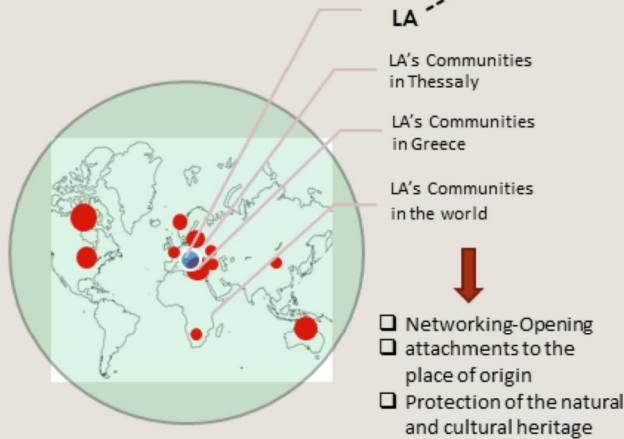 LA
LA's Communities
in Thessaly
LA's Communities
in Greece
LA's Communities
in the world
❑ Networking-Opening
❑ attachments to the
place of origin
❑ Protection of the natural
and cultural heritage